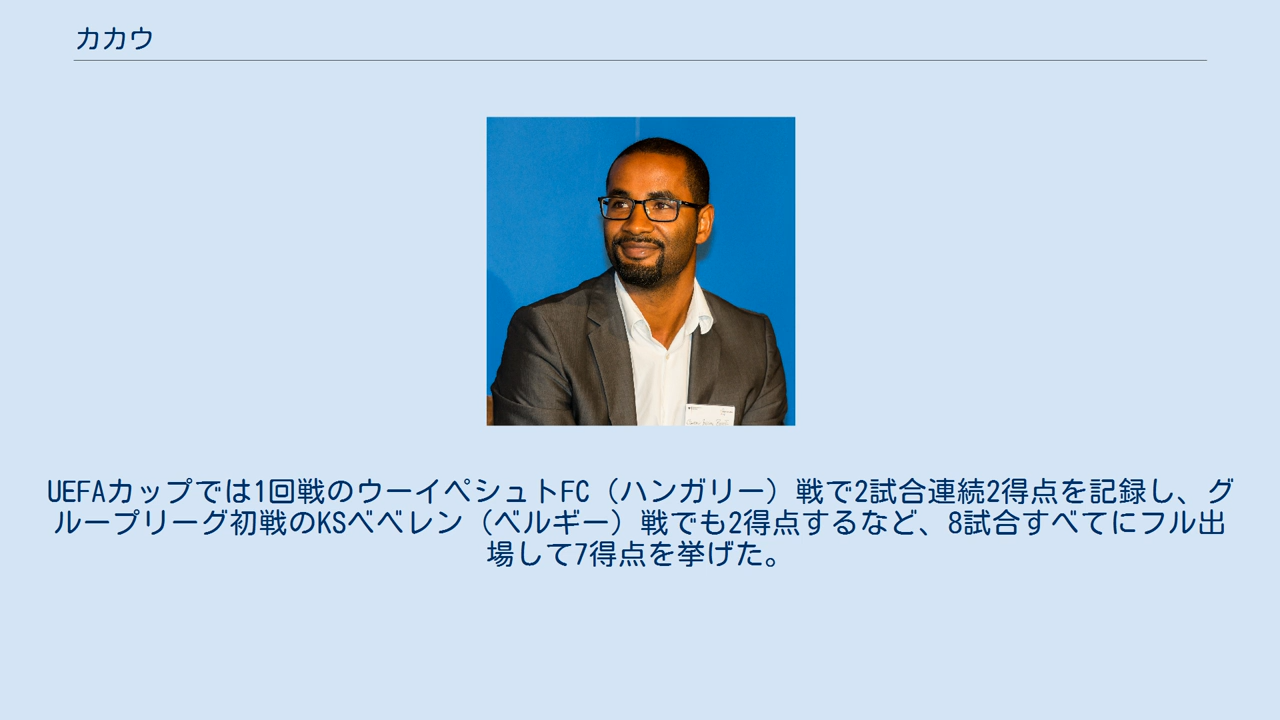 カカウ
UEFAカップでは1回戦のウーイペシュトFC（ハンガリー）戦で2試合連続2得点を記録し、グ
ループリーグ初戦のKSベベレン（ベルギー）戦でも2得点するなど、8試合すべてにフル出
場して7得点を挙げた。